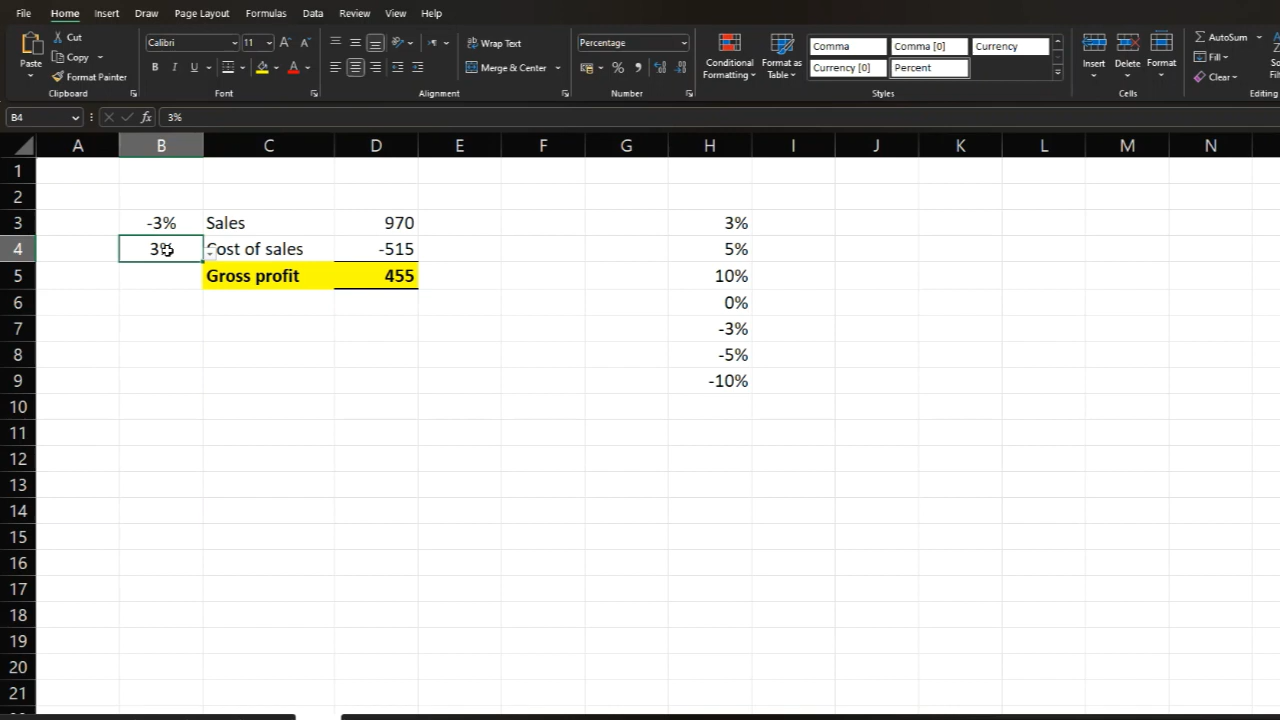 File Home Insert Draw Page Layout Formulas Data Review View Help
Paste Cut Copy Format Painter Clipboard
Calibri 11 A A B I U A Font
Wrap Text Merge & Center Alignment
Percentage % Number
Conditional Formatting Format as Table Comma Comma [0] Currency Currency [0] Percent Styles
Insert Delete Format Cells
AutoSum Fill Clear Editing
B4 fx 3%
A B C D E F G H I J K L M N
1
2
3 -3% Sales 970 3%
4 3% Cost of sales -515 5%
5 Gross profit 455 10%
6 0%
7 -3%
8 -5%
9 -10%
10
11
12
13
14
15
16
17
18
19
20
21